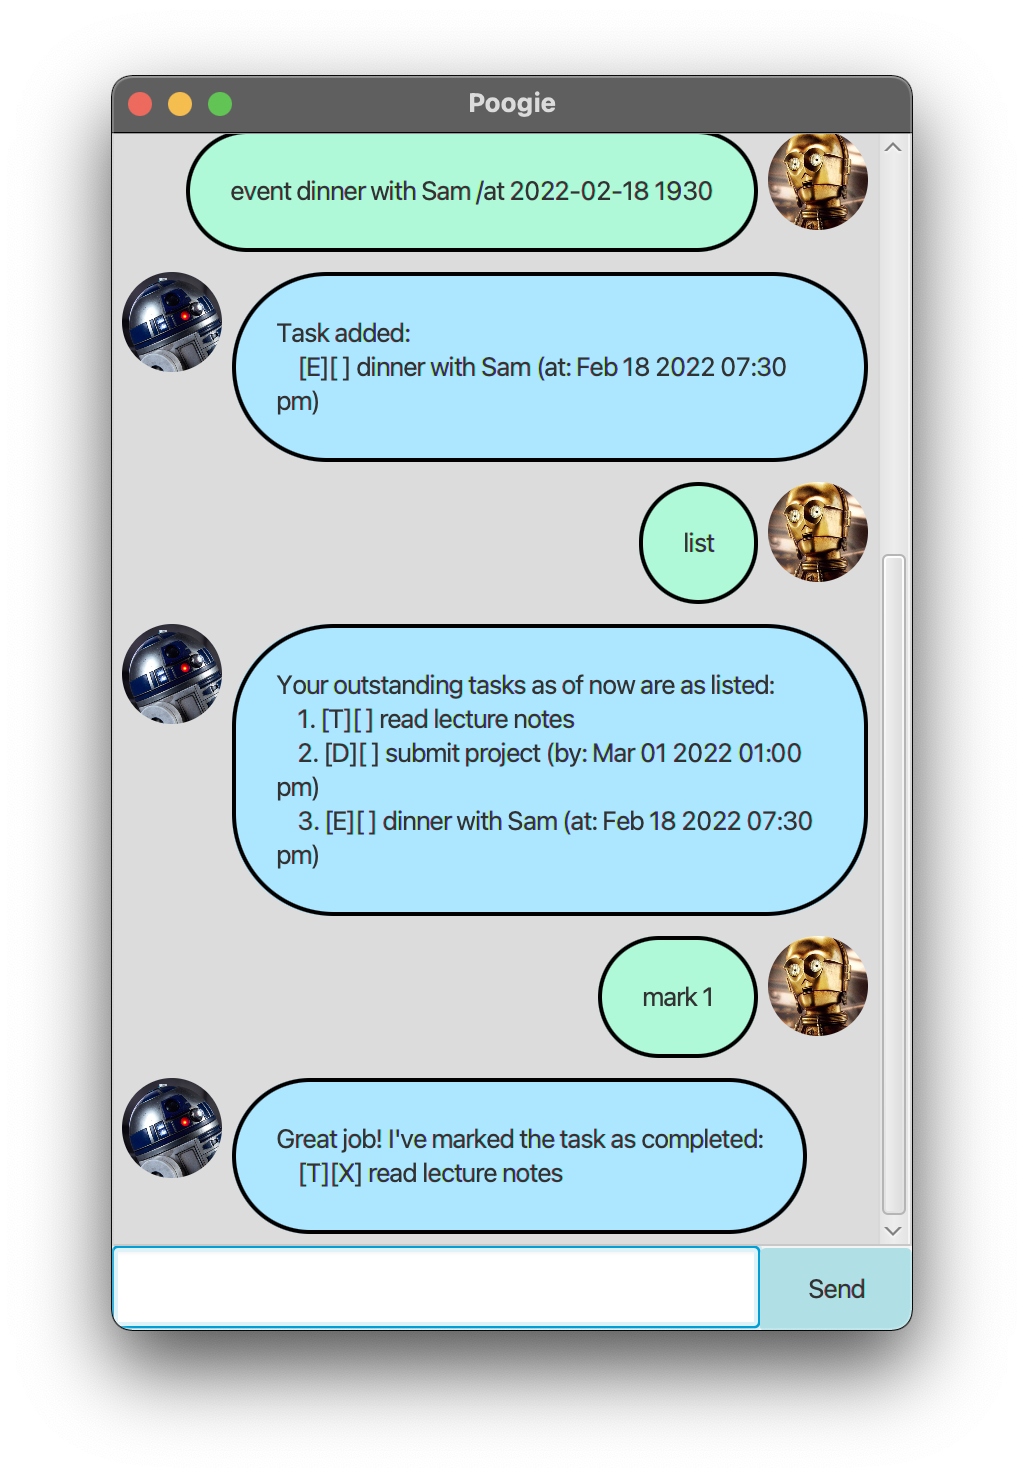 Poogie
event dinner with Sam /at 2022-02-18 1930
Task added:
[E][ ] dinner with Sam (at: Feb 18 2022 07:30
pm)
list
Your outstanding tasks as of now are as listed:
1. [T][ ] read lecture notes
2. [D][ ] submit project (by: Mar 01 2022 01:00
pm)
3. [E][ ] dinner with Sam (at: Feb 18 2022 07:30
pm)
mark 1
Great job! I've marked the task as completed:
[T][X] read lecture notes
Send